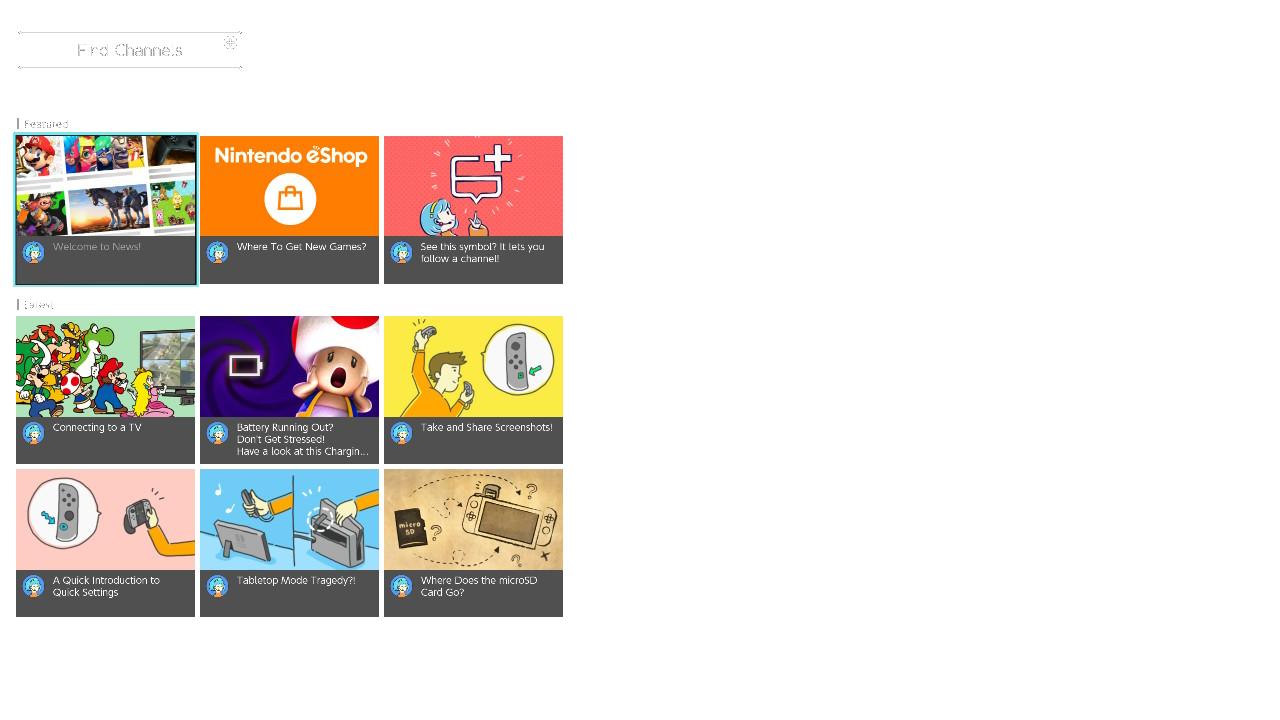 Find Channels
Featured
Nintendo eShop
Welcome to News!
Where To Get New Games?
See this symbol? It lets you
follow a channel!
Latest
Connecting to a TV
Battery Running Out?
Don't Get Stressed!
Have a look at this Chargin...
Take and Share Screenshots!
micro
SD
A Quick Introduction to
Quick Settings
Tabletop Mode Tragedy?!
Where Does the microSD
Card Go?